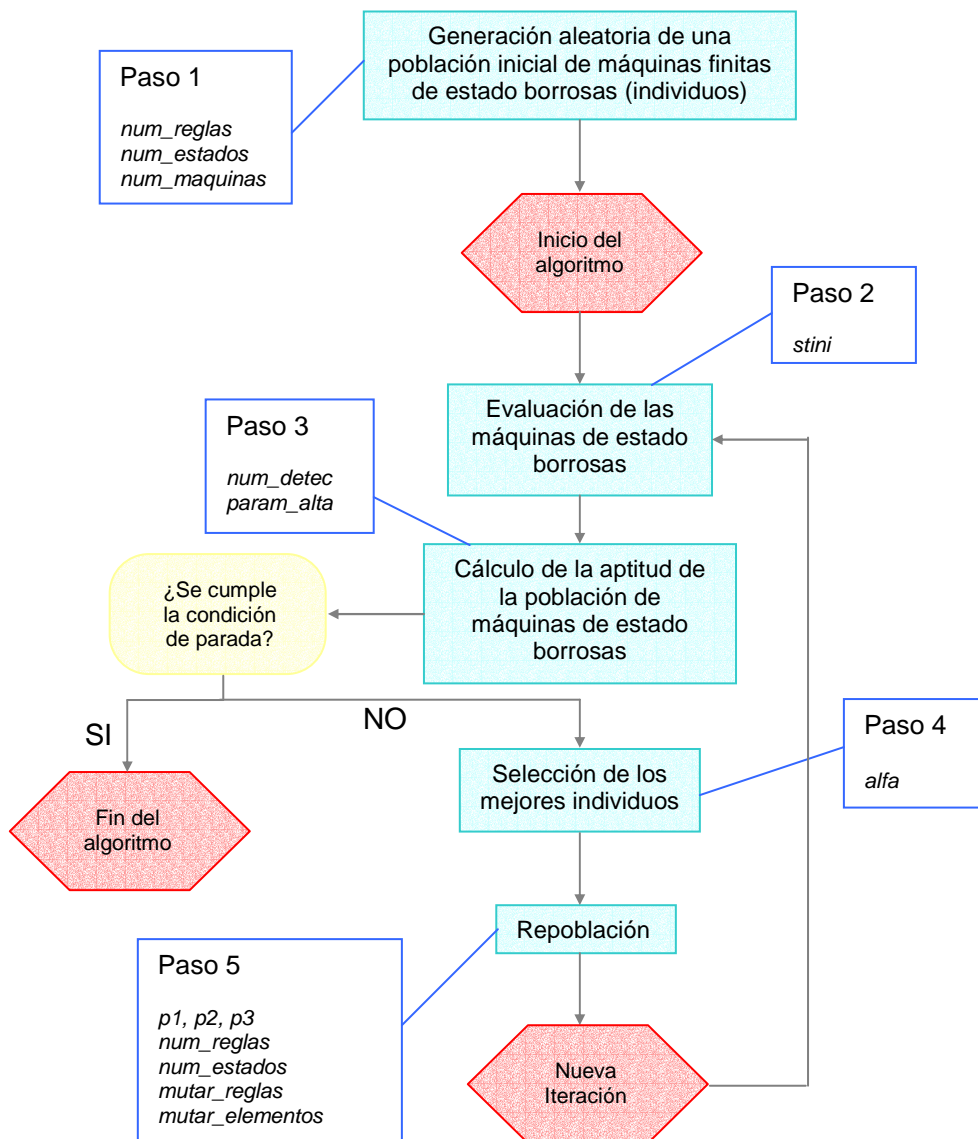 Generación aleatoria de una
población inicial de máquinas finitas
de estado borrosas (individuos)
Paso 1
num_reglas
num_estados
num_maquinas
Inicio del
algoritmo
Paso 2
stini
Evaluación de las
máquinas de estado
borrosas
Paso 3
num_detec
param_alta
Cálculo de la aptitud de
la población de
máquinas de estado
borrosas
¿Se cumple
la condición
de parada?
SI
NO
Paso 4
alfa
Selección de los
mejores individuos
Fin del
algoritmo
Repoblación
Paso 5
p1, p2, p3
num_reglas
num_estados
mutar_reglas
mutar_elementos
Nueva
Iteración